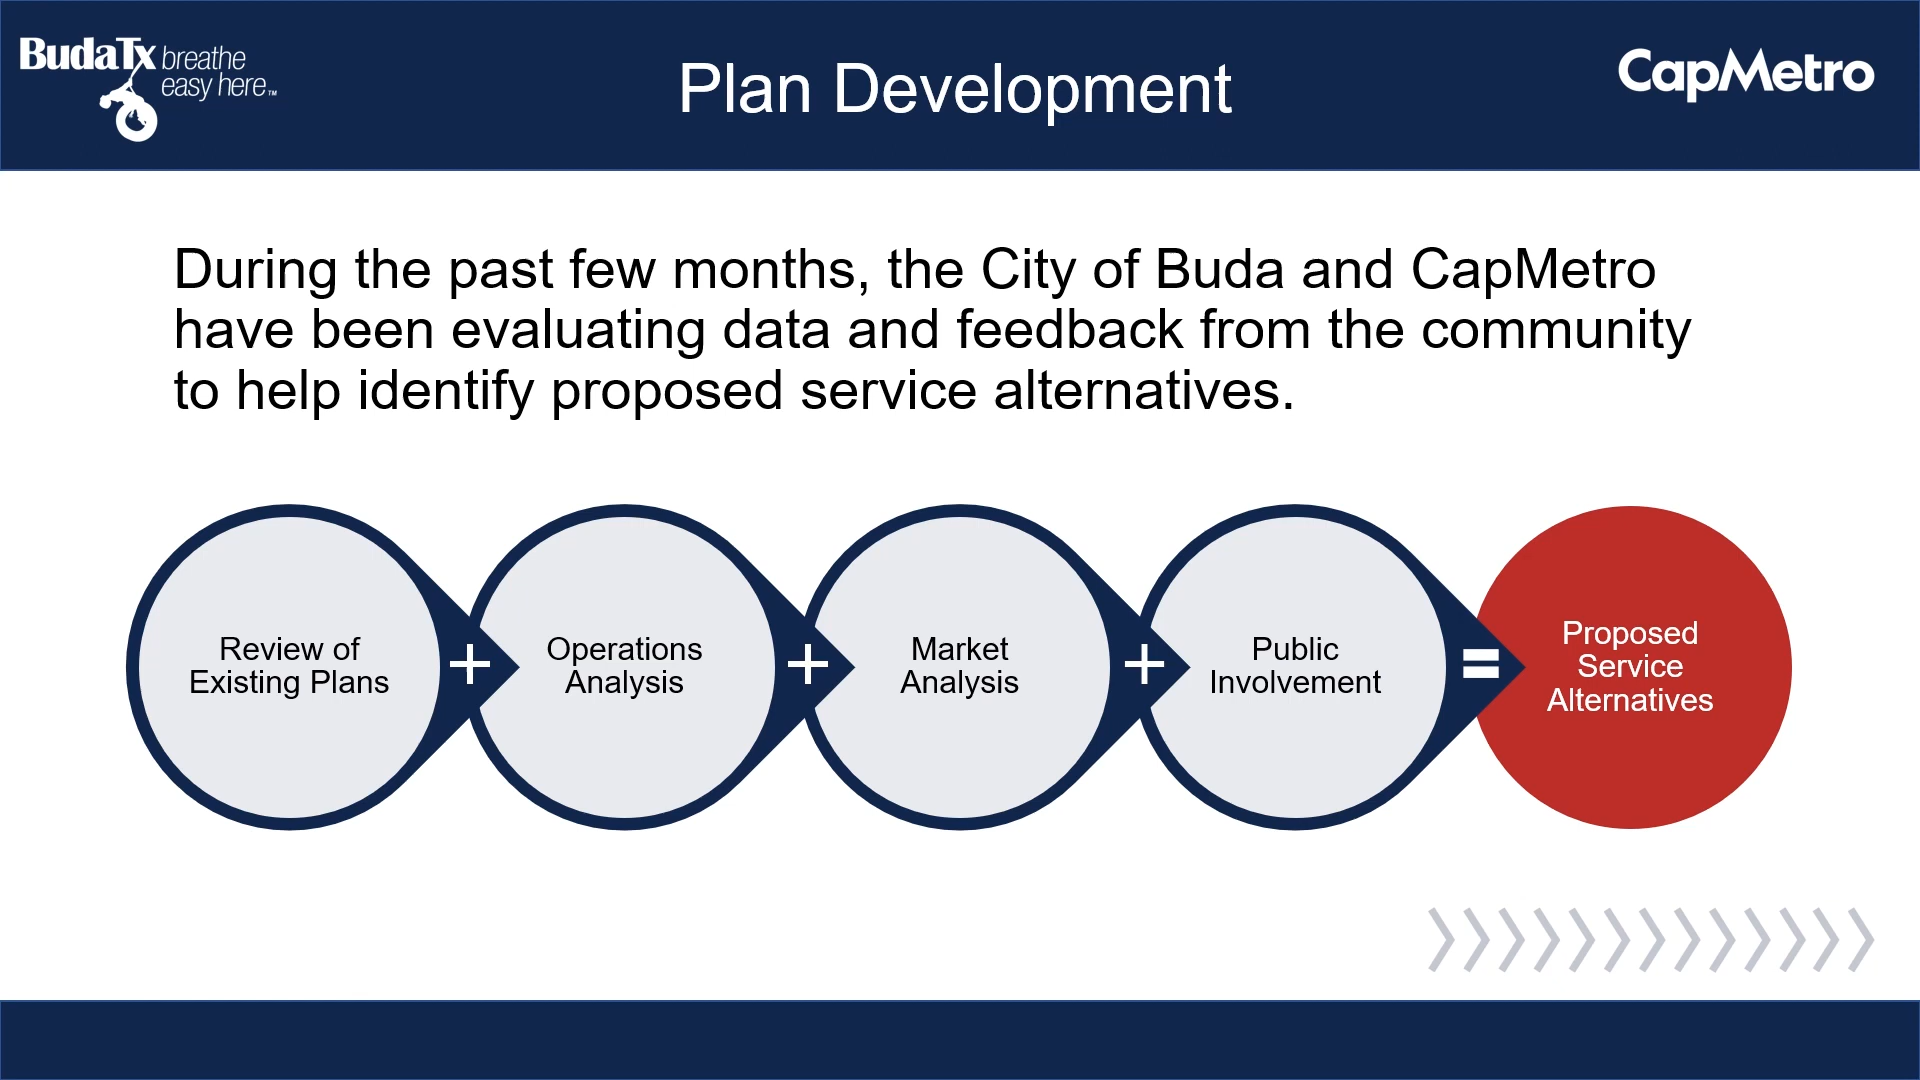 BudaTx breathe
easy here™
Plan Development
CapMetro
During the past few months, the City of Buda and CapMetro
have been evaluating data and feedback from the community
to help identify proposed service alternatives.
Review of
Existing Plans
+
Operations
Analysis
+
Market
Analysis
+
Public
Involvement
=
Proposed
Service
Alternatives